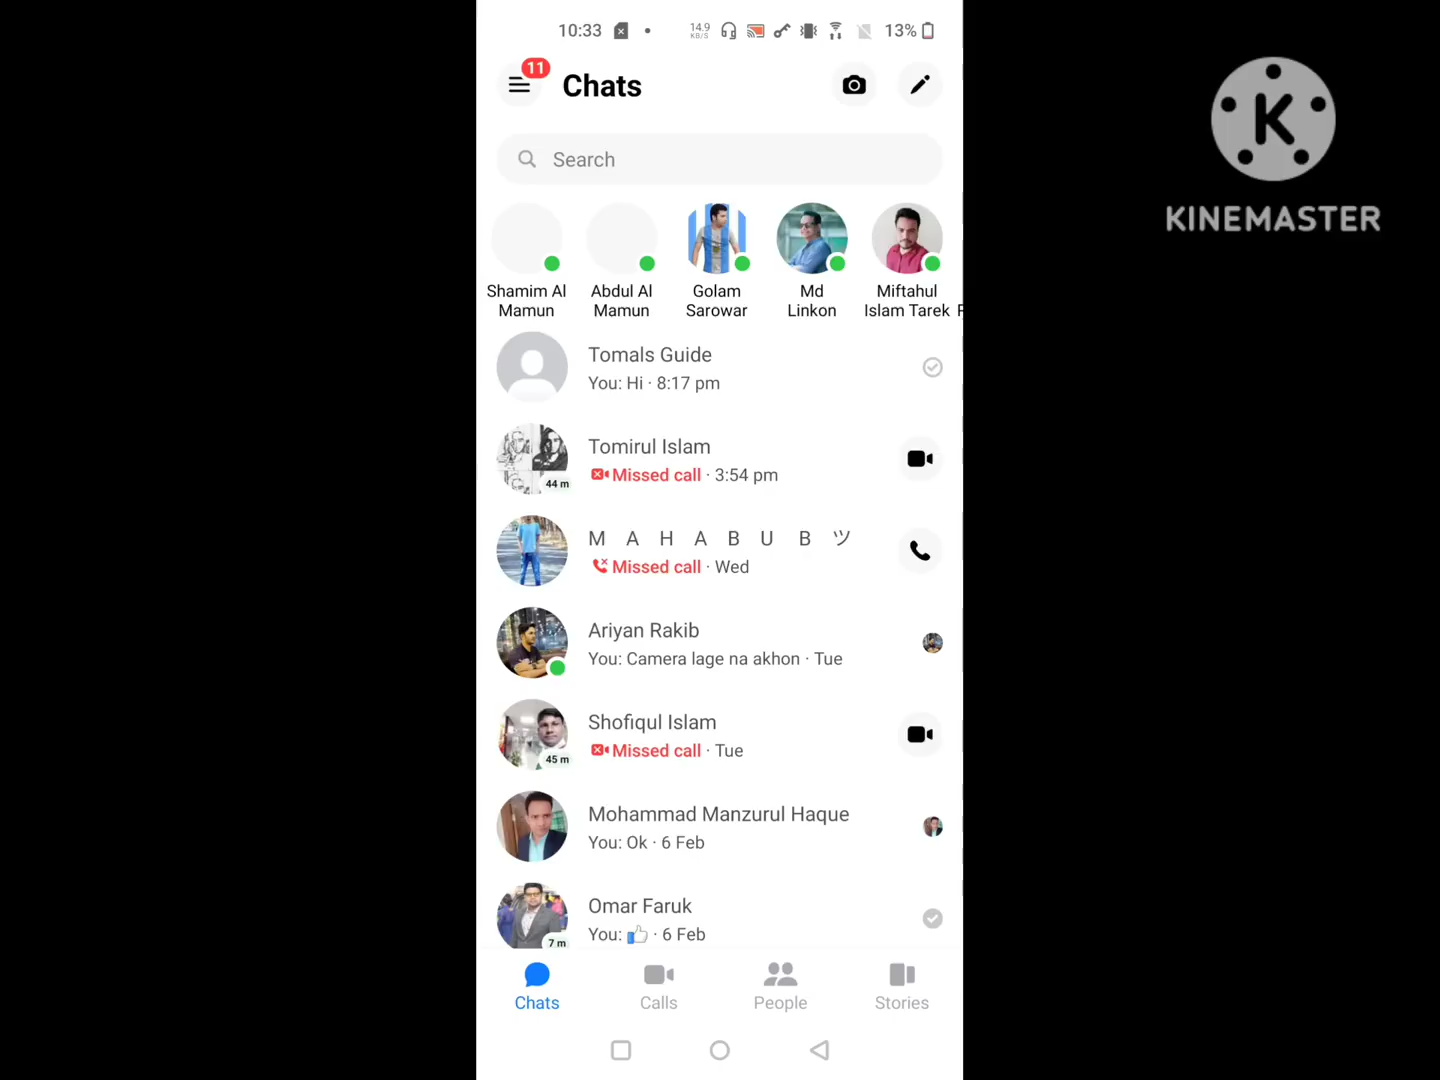 10:33
14.9
KB/S
13%
11
Chats
KINEMASTER
Search
Shamim Al
Mamun
Abdul Al
Mamun
Golam
Sarowar
Md
Linkon
Miftahul
Islam Tarek
Tomals Guide
You: Hi · 8:17 pm
Tomirul Islam
Missed call · 3:54 pm
44 m
M A H A B U B ツ
Missed call · Wed
Ariyan Rakib
You: Camera lage na akhon · Tue
Shofiqul Islam
Missed call · Tue
45 m
Mohammad Manzurul Haque
You: Ok · 6 Feb
Omar Faruk
You: 👍 · 6 Feb
7 m
Chats
Calls
People
Stories